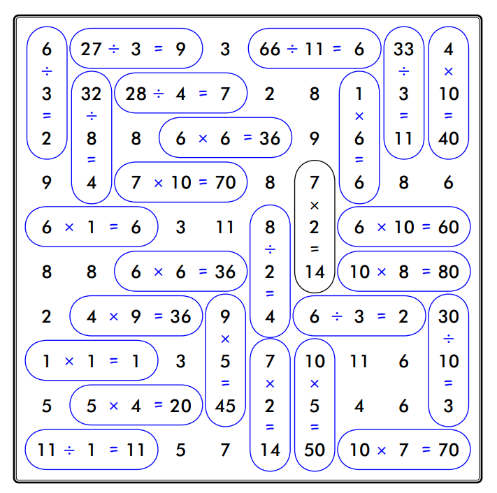 6 27 ÷ 3 = 9 3 66 ÷ 11 = 6 33 4
÷ ÷ ×
3 32 28 ÷ 4 = 7 2 8 1 3 10
= ÷ × = =
2 8 8 6 × 6 = 36 9 6 11 40
= =
9 4 7 × 10 = 70 8 7 6 8 6
×
6 × 1 = 6 3 11 8 2 6 × 10 = 60
÷ =
8 8 6 × 6 = 36 2 14 10 × 8 = 80
=
2 4 × 9 = 36 9 4 6 ÷ 3 = 2 30
× ÷
1 × 1 = 1 3 5 7 10 11 6 10
= × × =
5 5 × 4 = 20 45 2 5 4 6 3
= =
11 ÷ 1 = 11 5 7 14 50 10 × 7 = 70